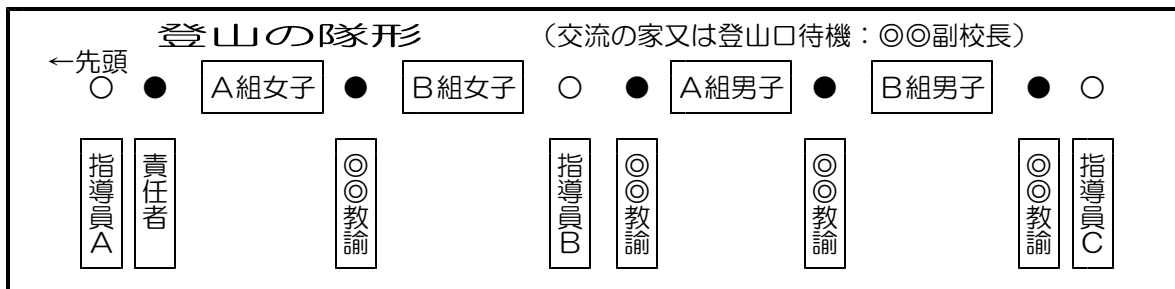 登山の隊形 (交流の家又は登山口待機:◎◎副校長)
←先頭
○ ● A組女子 ● B組女子 ○ ● A組男子 ● B組男子 ● ○
指導員A
責任者
◎◎教諭
指導員B
◎◎教諭
◎◎教諭
◎◎教諭
指導員C